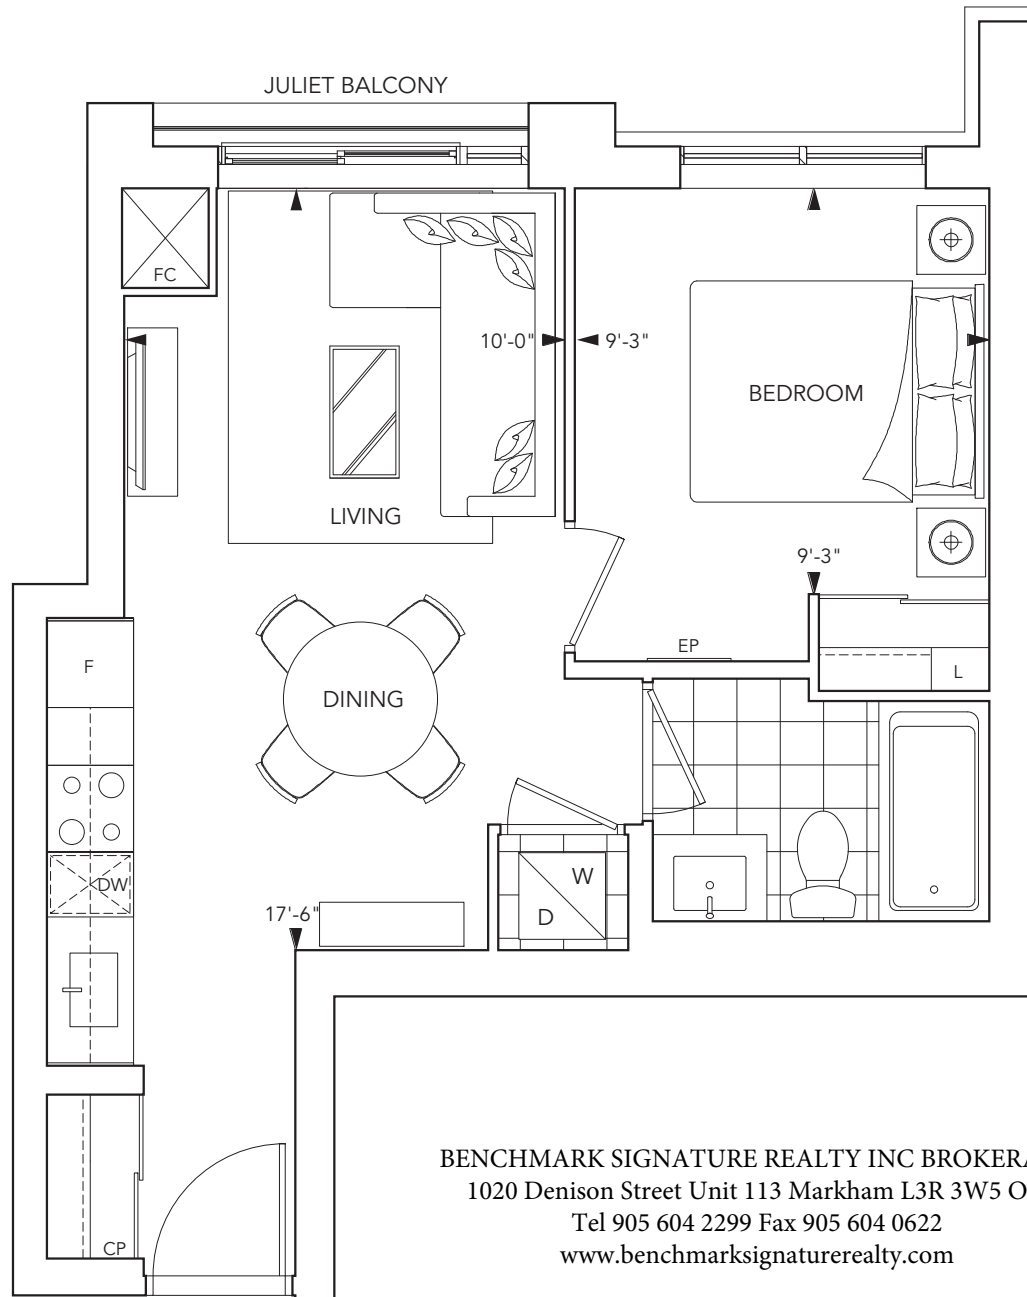 JULIET BALCONY
FC
10'-0"
9'-3"
BEDROOM
LIVING
9'-3"
EP
F
L
DINING
DW
W
D
17'-6"
CP
BENCHMARK SIGNATURE REALTY INC BROKERA
1020 Denison Street Unit 113 Markham L3R 3W5 O
Tel 905 604 2299 Fax 905 604 0622
www.benchmarksignaturerealty.com